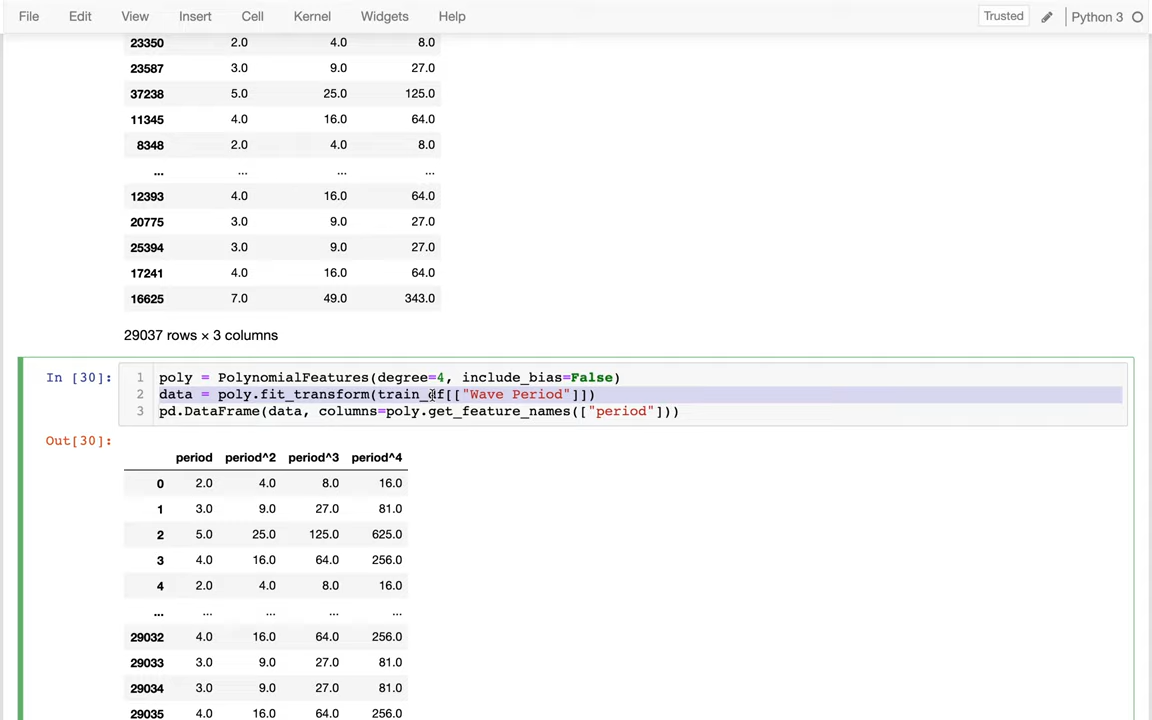 File Edit View Insert Cell Kernel Widgets Help Trusted Python 3
23350 2.0 4.0 8.0
23587 3.0 9.0 27.0
37238 5.0 25.0 125.0
11345 4.0 16.0 64.0
8348 2.0 4.0 8.0
... ... ... ...
12393 4.0 16.0 64.0
20775 3.0 9.0 27.0
25394 3.0 9.0 27.0
17241 4.0 16.0 64.0
16625 7.0 49.0 343.0
29037 rows × 3 columns
In [30]: 1 poly = PolynomialFeatures(degree=4, include_bias=False)
2 data = poly.fit_transform(train_df[["Wave Period"]])
3 pd.DataFrame(data, columns=poly.get_feature_names(["period"]))
Out[30]:
period period^2 period^3 period^4
0 2.0 4.0 8.0 16.0
1 3.0 9.0 27.0 81.0
2 5.0 25.0 125.0 625.0
3 4.0 16.0 64.0 256.0
4 2.0 4.0 8.0 16.0
... ... ... ... ...
29032 4.0 16.0 64.0 256.0
29033 3.0 9.0 27.0 81.0
29034 3.0 9.0 27.0 81.0
29035 4.0 16.0 64.0 256.0